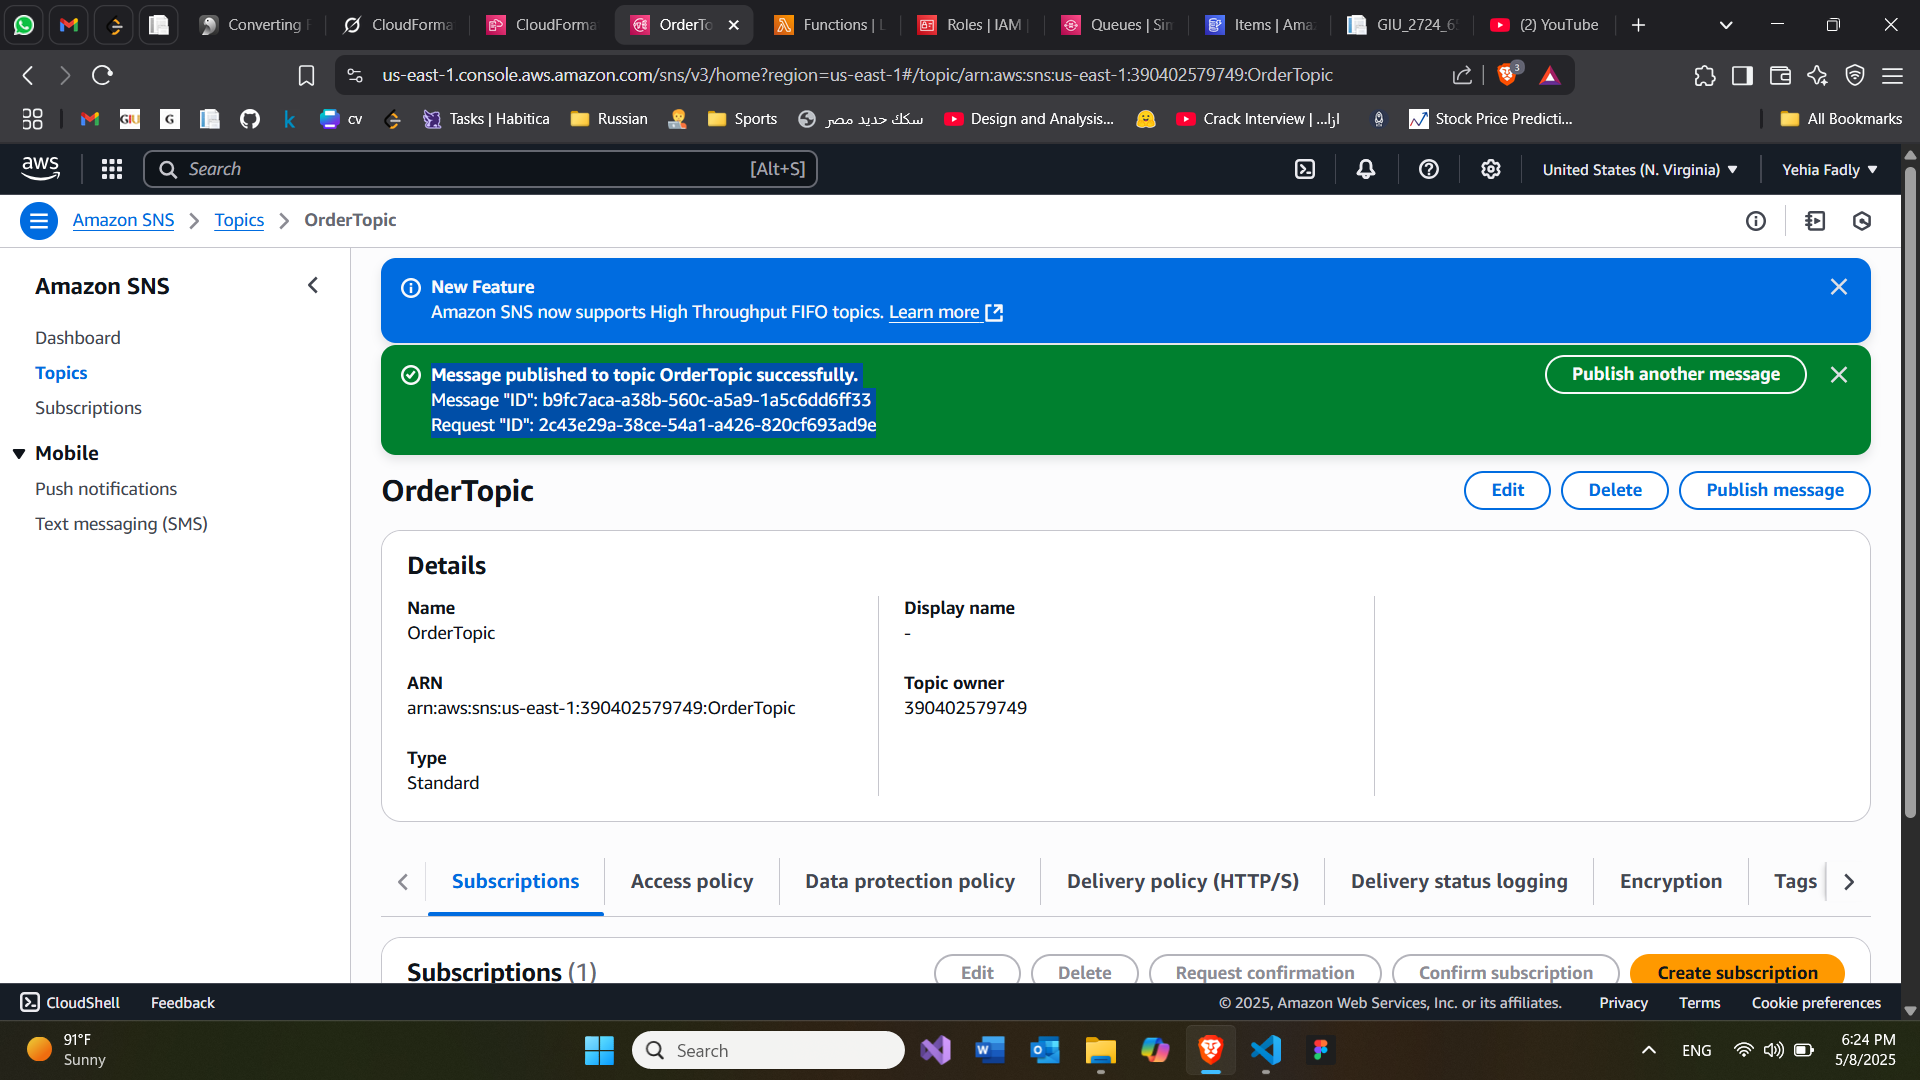 Converting
CloudForma
CloudForma
OrderTo
Functions | L
Roles | IAM
Queues | Sim
Items | Ama
GIU_2724_6
(2) YouTube
us-east-1.console.aws.amazon.com/sns/v3/home?region=us-east-1#/topic/arn:aws:sns:us-east-1:390402579749:OrderTopic
3
GIU
G
k
cv
Tasks | Habitica
Russian
Sports
سكك حديد مصر
Design and Analysis...
Crack Interview | ...ازا
Stock Price Predicti...
All Bookmarks
aws
Search
[Alt+S]
United States (N. Virginia)
Yehia Fadly
Amazon SNS
Topics
OrderTopic
Amazon SNS
Dashboard
Topics
Subscriptions
Mobile
Push notifications
Text messaging (SMS)
New Feature
Amazon SNS now supports High Throughput FIFO topics. Learn more
Message published to topic OrderTopic successfully.
Message "ID": b9fc7aca-a38b-560c-a5a9-1a5c6dd6ff33
Request "ID": 2c43e29a-38ce-54a1-a426-820cf693ad9e
Publish another message
OrderTopic
Edit
Delete
Publish message
Details
Name
OrderTopic
ARN
arn:aws:sns:us-east-1:390402579749:OrderTopic
Type
Standard
Display name
-
Topic owner
390402579749
Subscriptions
Access policy
Data protection policy
Delivery policy (HTTP/S)
Delivery status logging
Encryption
Tags
Subscriptions (1)
Edit
Delete
Request confirmation
Confirm subscription
Create subscription
CloudShell
Feedback
© 2025, Amazon Web Services, Inc. or its affiliates.
Privacy
Terms
Cookie preferences
91°F
Sunny
Search
ENG
6:24 PM
5/8/2025